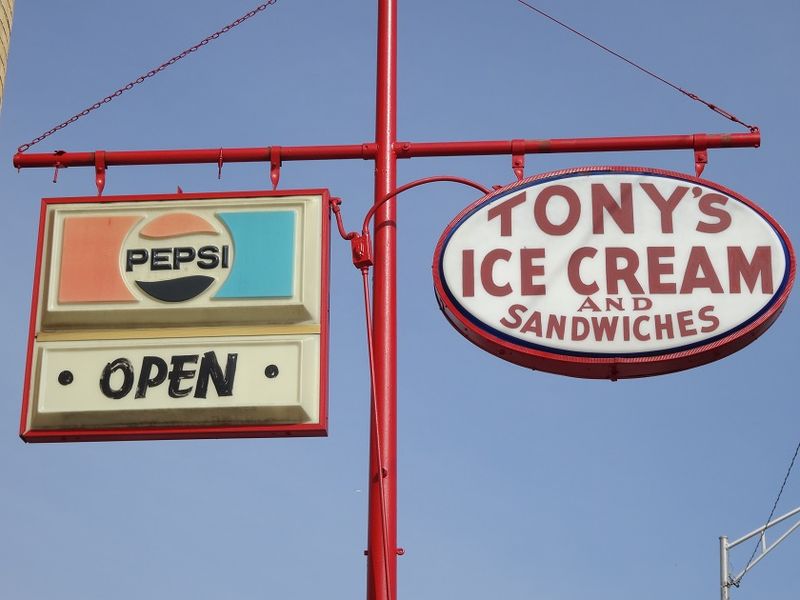 PEPSI
• OPEN •
TONY'S
ICE CREAM
AND
SANDWICHES